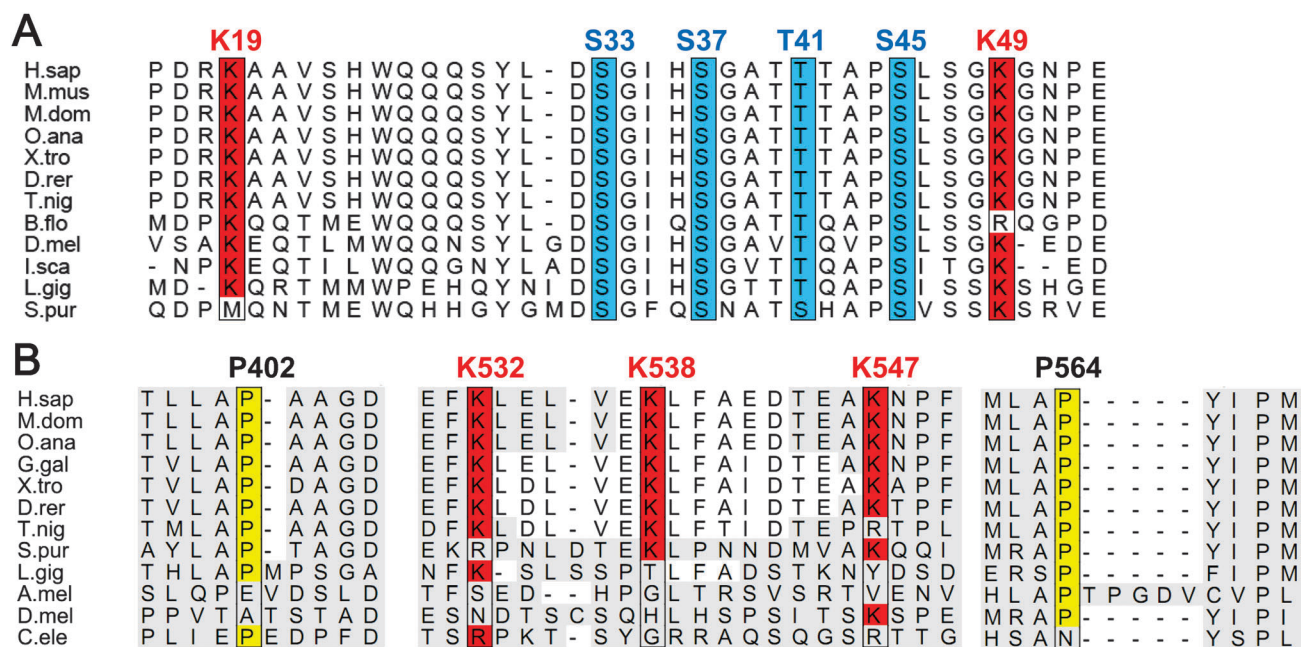 A
K19 S33 S37 T41 S45 K49
H.sap P D R K A A V S H W Q Q Q S Y L - D S G I H S G A T T T A P S L S G K G N P E
M.mus P D R K A A V S H W Q Q Q S Y L - D S G I H S G A T T T A P S L S G K G N P E
M.dom P D R K A A V S H W Q Q Q S Y L - D S G I H S G A T T T A P S L S G K G N P E
O.ana P D R K A A V S H W Q Q Q S Y L - D S G I H S G A T T T A P S L S G K G N P E
X.tro P D R K A A V S H W Q Q Q S Y L - D S G I H S G A T T T A P S L S G K G N P E
D.rer P D R K A A V S H W Q Q Q S Y L - D S G I H S G A T T T A P S L S G K G N P E
T.nig P D R K A A V S H W Q Q Q S Y L - D S G I H S G A T T T A P S L S G K G N P E
B.flo M D P K Q Q T M E W Q Q Q S Y L - D S G I Q S G A T T Q A P S L S S R Q G P D
D.mel V S A K E Q T L M W Q Q N S Y L G D S G I H S G A V T Q V P S L S G K - E D E
I.sca - N P K E Q T I L W Q Q G N Y L A D S G I H S G V T T Q A P S I T G K - - E D
L.gig M D - K Q R T M M W P E H Q Y N I D S G I H S G T T T Q A P S I S S K S H G E
S.pur Q D P M Q N T M E W Q H H G Y G M D S G F Q S N A T S H A P S V S S K S R V E
B
P402 K532 K538 K547 P564
H.sap T L L A P - A A G D E F K L E L - V E K L F A E D T E A K N P F M L A P - - - - - Y I P M
M.dom T L L A P - A A G D E F K L E L - V E K L F A E D T E A K N P F M L A P - - - - - Y I P M
O.ana T L L A P - A A G D E F K L E L - V E K L F A E D T E A K N P F M L A P - - - - - Y I P M
G.gal T V L A P - A A G D E F K L E L - V E K L F A I D T E A K N P F M L A P - - - - - Y I P M
X.tro T V L A P - D A G D E F K L D L - V E K L F A I D T E A K A P F M L A P - - - - - Y I P M
D.rer T V L A P - A A G D E F K L D L - V E K L F A I D T E A K T P F M L A P - - - - - Y I P M
T.nig T M L A P - A A G D D F K L D L - V E K L F T I D T E P R T P L M L A P - - - - - Y I P M
S.pur A Y L A P - T A G D E K R P N L D T E K L P N N D M V A K Q Q I M R A P - - - - - Y I P M
L.gig T H L A P M P S G A N F K - S L S S P T L F A D S T K N Y D S D E R S P - - - - - F I P M
A.mel S L Q P E V D S L D T F S E D - - H P G L T R S V S R T V E N V H L A P T P G D V C V P L
D.mel P P V T A T S T A D E S N D T S C S Q H L H S P S I T S K S P E M R A P - - - - - Y I P M
C.ele P L I E P E D P F D T S R P K T - S Y G R R A Q S Q G S R T T G H S A N - - - - - Y S P L